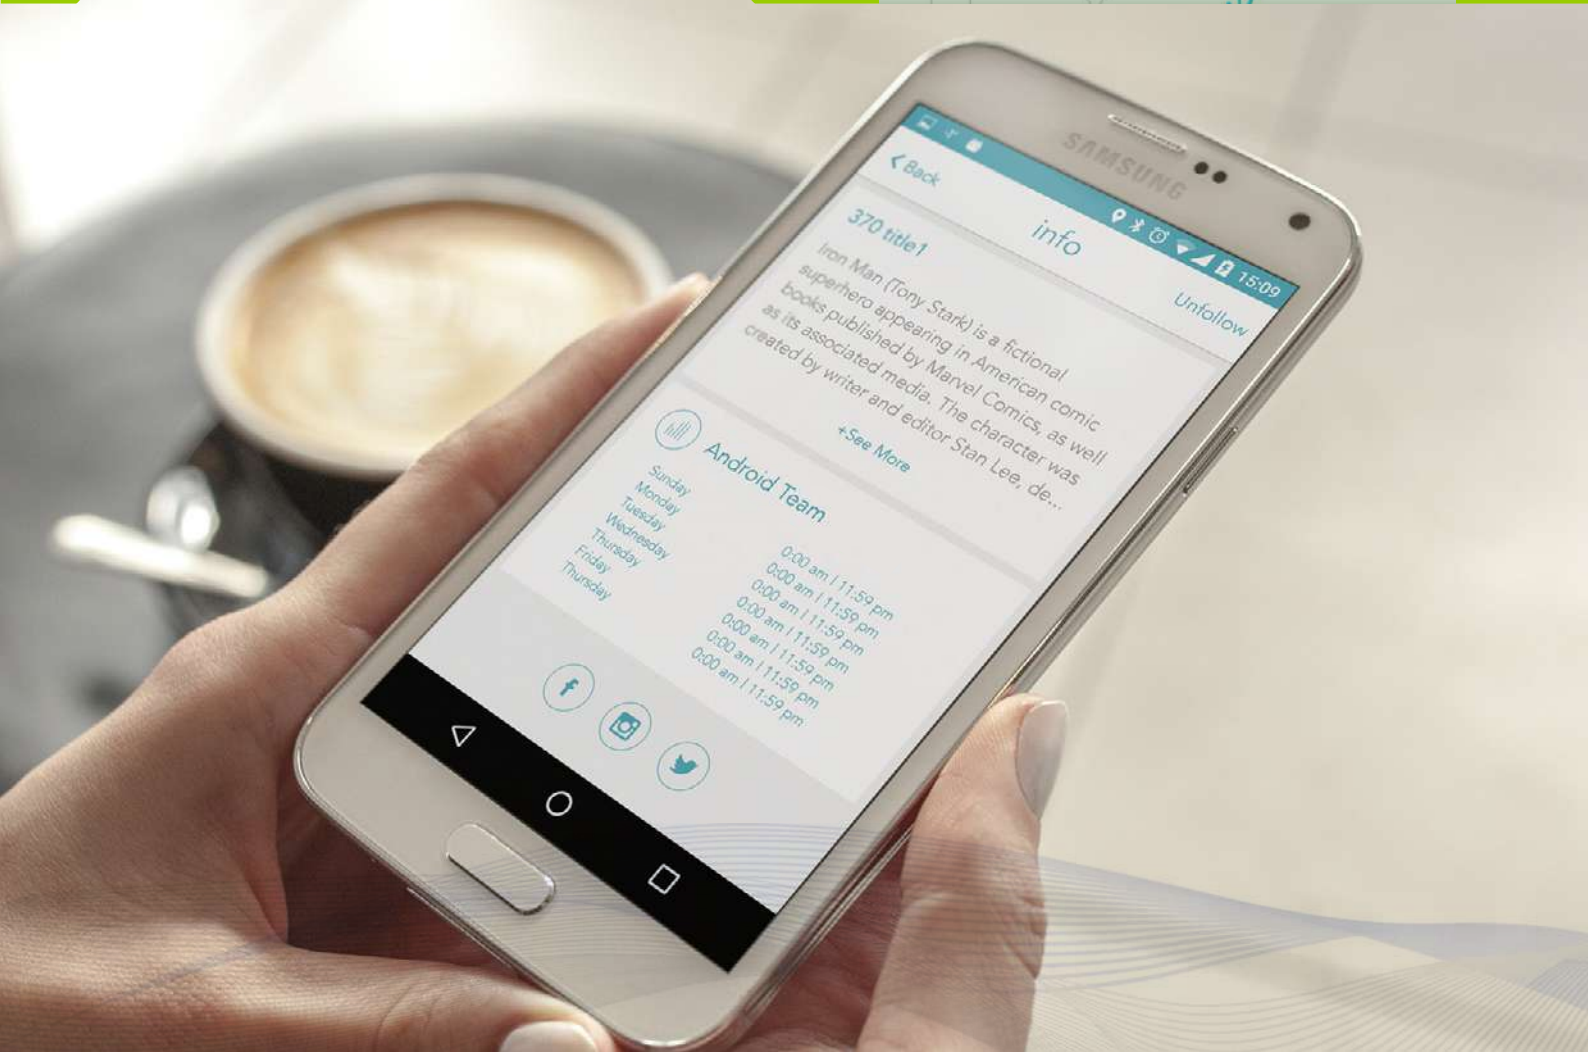 SAMSUNG
15:09
Back
info
Unfollow
370 title1
Iron Man (Tony Stark) is a fictional
superhero appearing in American comic
books published by Marvel Comics, as well
as its associated media. The character was
created by writer and editor Stan Lee, de...
+See More
Android Team
Sunday
0:00 am | 11:59 pm
Monday
0:00 am | 11:59 pm
Tuesday
0:00 am | 11:59 pm
Wednesday
0:00 am | 11:59 pm
Thursday
0:00 am | 11:59 pm
Friday
0:00 am | 11:59 pm
Thursday
0:00 am | 11:59 pm